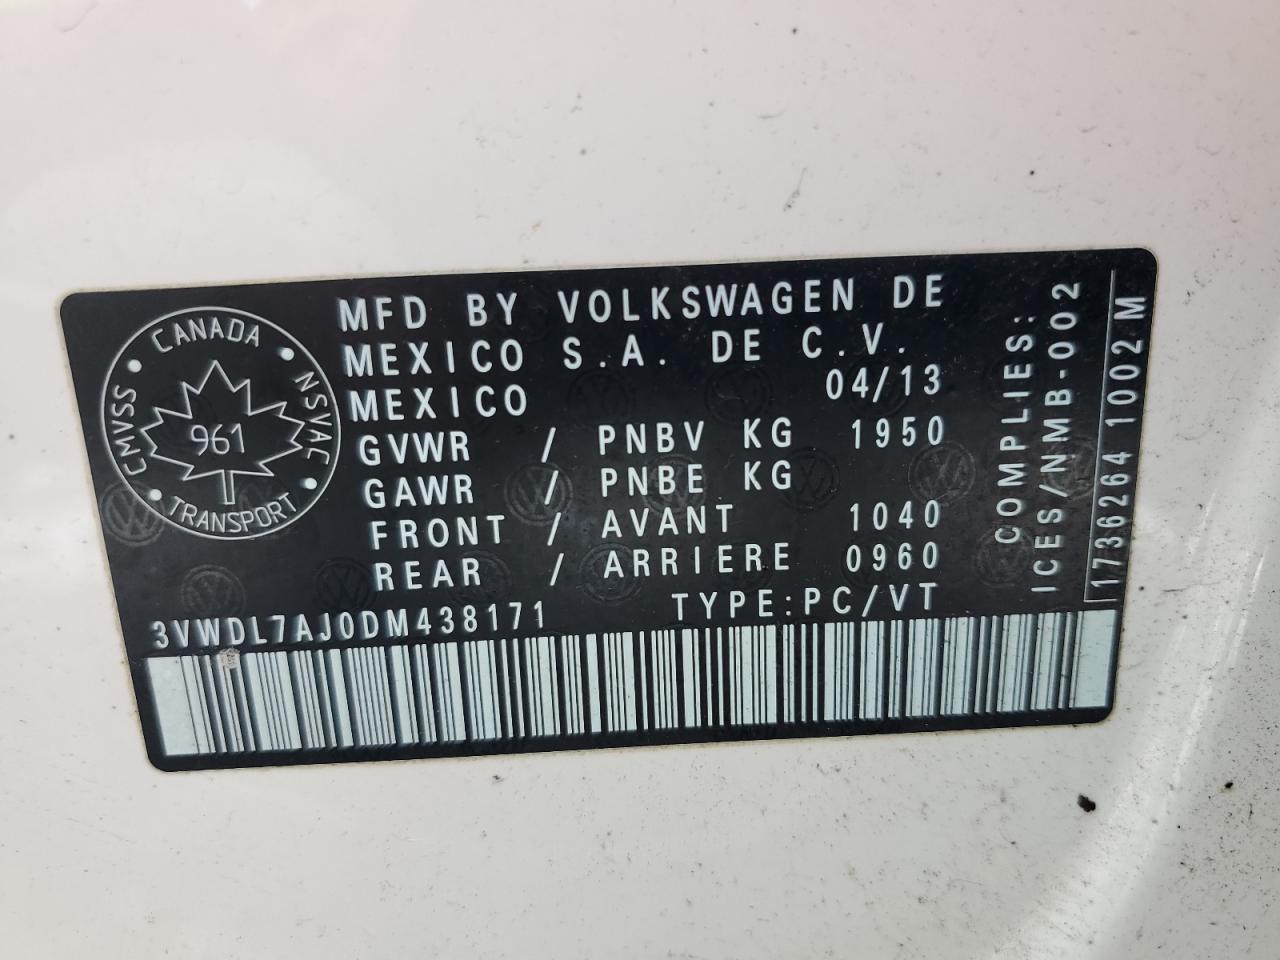 CANADA
CMVSS
NSVAC
961
TRANSPORT
MFD BY VOLKSWAGEN DE
MEXICO S.A. DE C.V.
MEXICO 04/13
GVWR / PNBV KG 1950
GAWR / PNBE KG
FRONT / AVANT 1040
REAR / ARRIERE 0960
3VWDL7AJ0DM438171 TYPE:PC/VT
COMPLIES:
ICES/NMB-002
1736264 1002 M